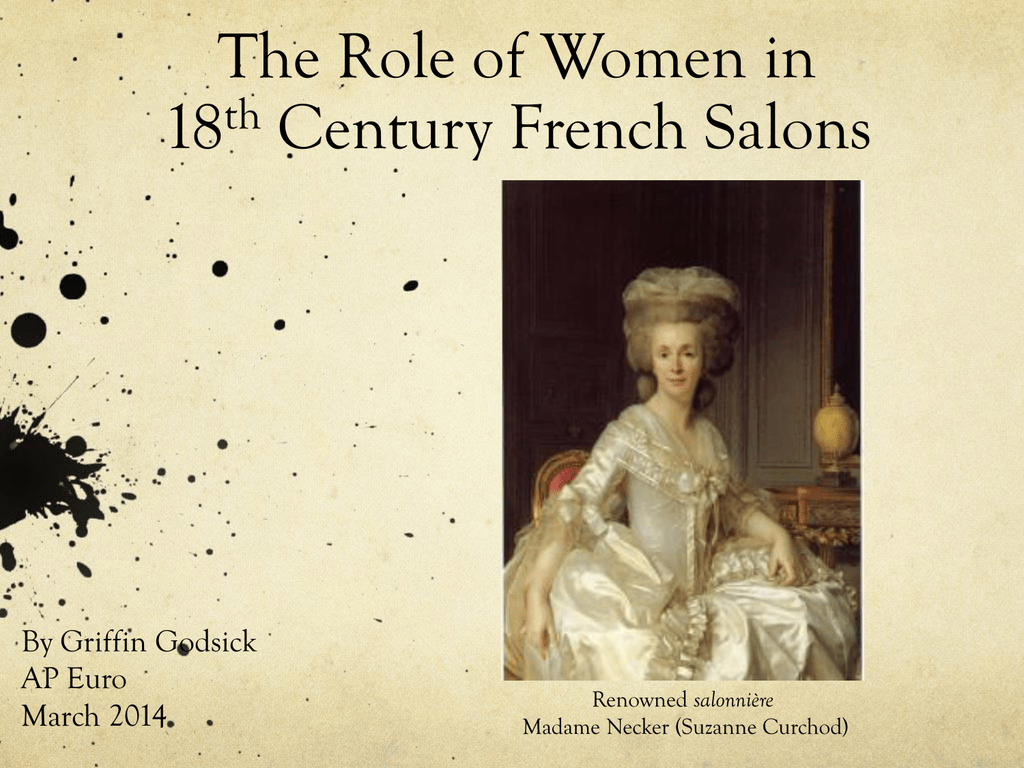 The Role of Women in
18th Century French Salons
By Griffin Godsick
AP Euro
March 2014
Renowned salonnière
Madame Necker (Suzanne Curchod)